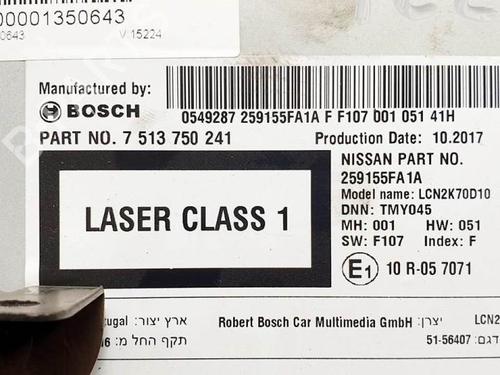 00001350643
0643
V:15224
Manufactured by:
BOSCH
0549287 259155FA1A F F107 001 051 41H
PART NO. 7 513 750 241
Production Date: 10.2017
NISSAN PART NO.
259155FA1A
Model name: LCN2K70D10
DNN: TMY045
MH: 001 HW: 051
SW: F107 Index: F
LASER CLASS 1
E1 10 R-05 7071
tugal ארץ יצור:
Robert Bosch Car Multimedia GmbH יצרן:
LCN2
תקף החל מ:
51-56407 דגם: